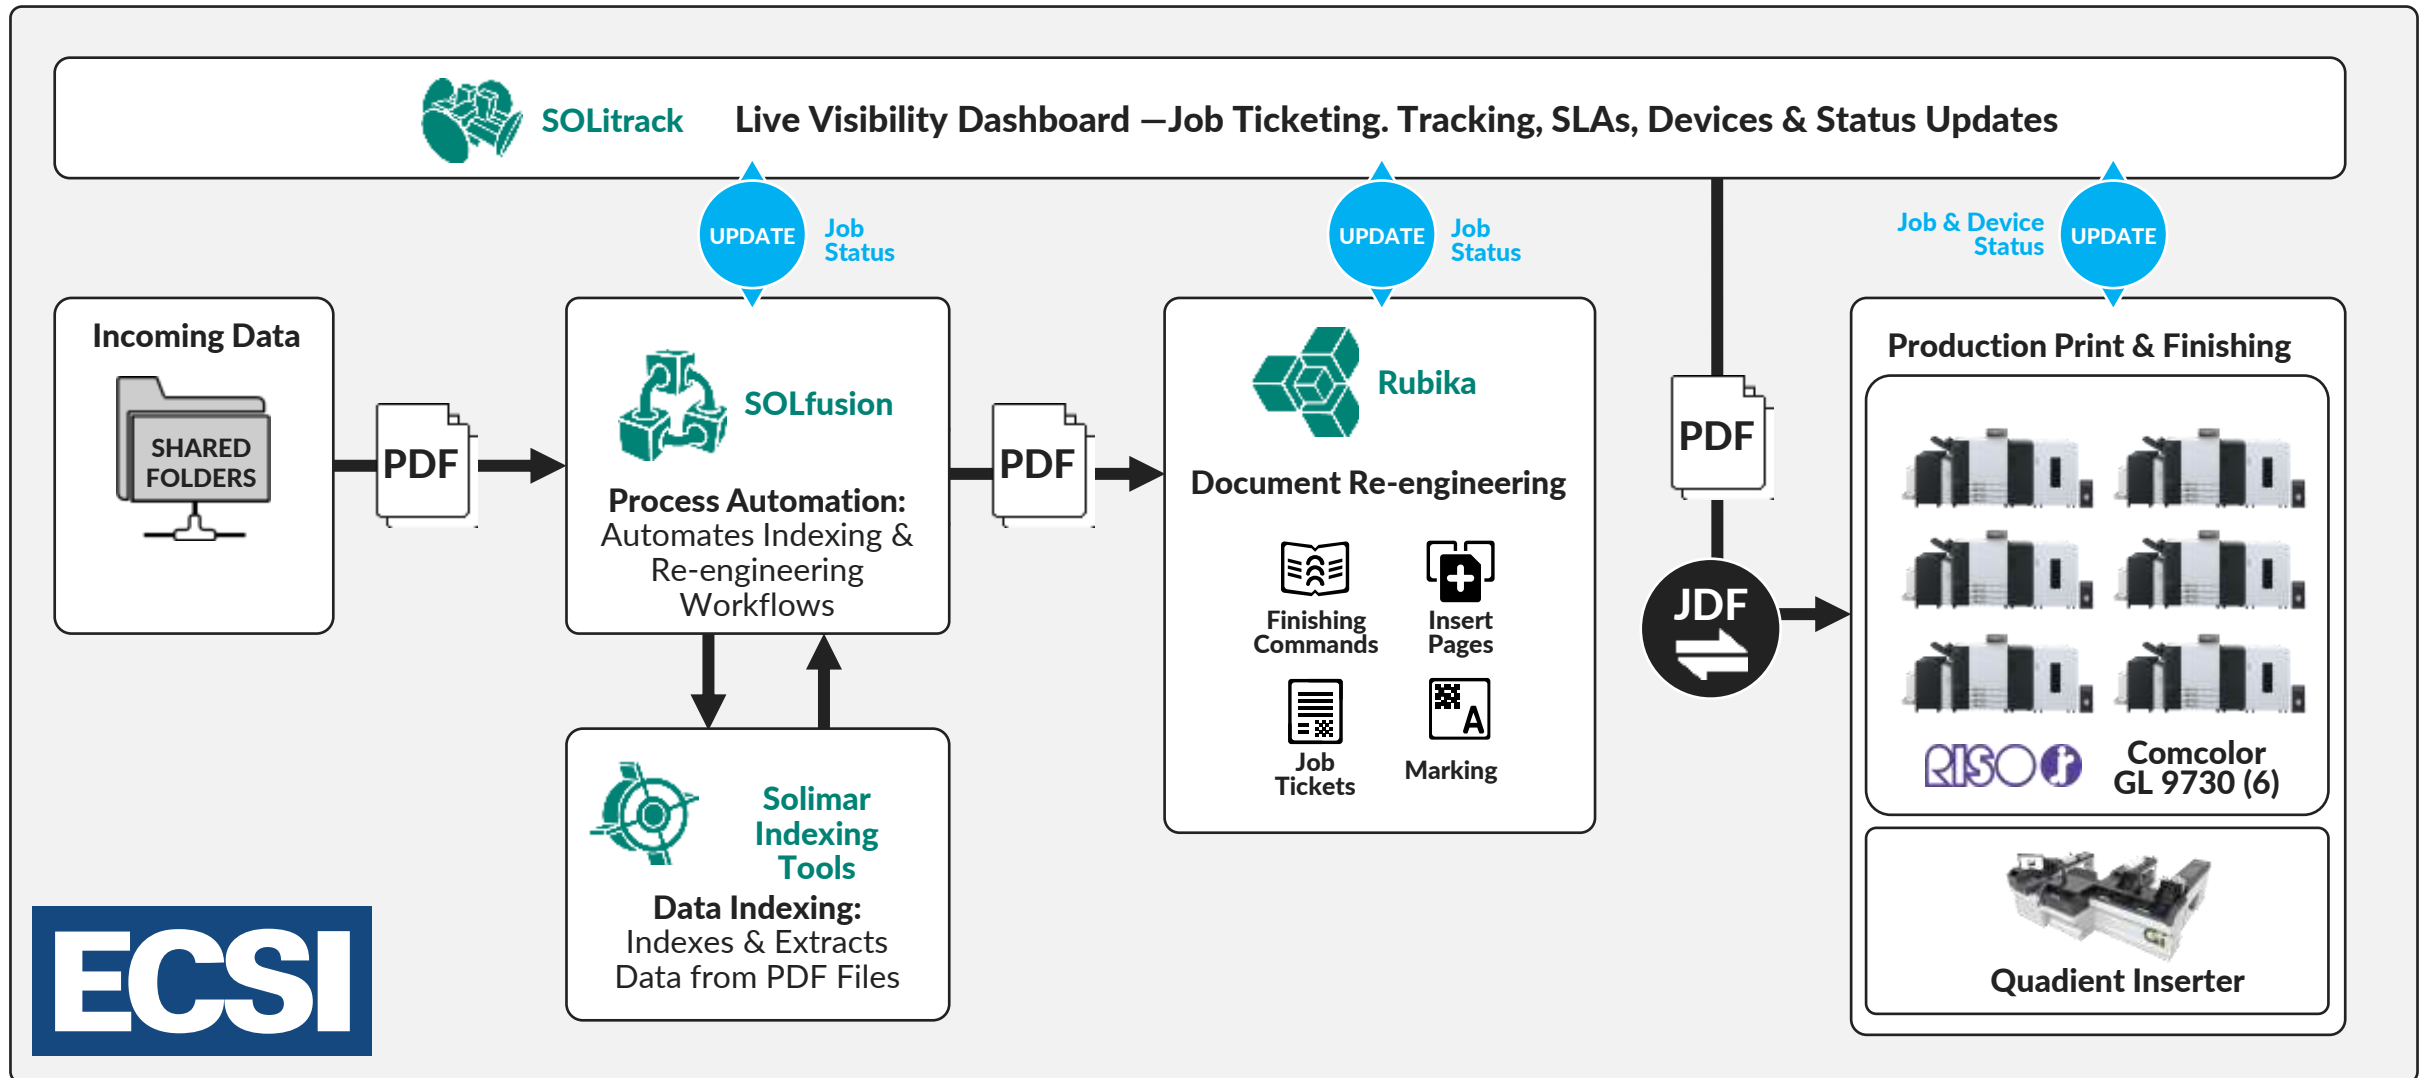 SOLitrack
Live Visibility Dashboard —Job Ticketing. Tracking, SLAs, Devices & Status Updates
UPDATE
Job
Status
UPDATE
Job
Status
Job & Device
Status
UPDATE
Incoming Data
SHARED
FOLDERS
PDF
SOLfusion
Process Automation:
Automates Indexing &
Re-engineering
Workflows
PDF
Rubika
Document Re-engineering
Finishing
Commands
Insert
Pages
Job
Tickets
A
Marking
PDF
JDF
Production Print & Finishing
RISO
Comcolor
GL 9730 (6)
Quadient Inserter
Solimar
Indexing
Tools
Data Indexing:
Indexes & Extracts
Data from PDF Files
ECSI